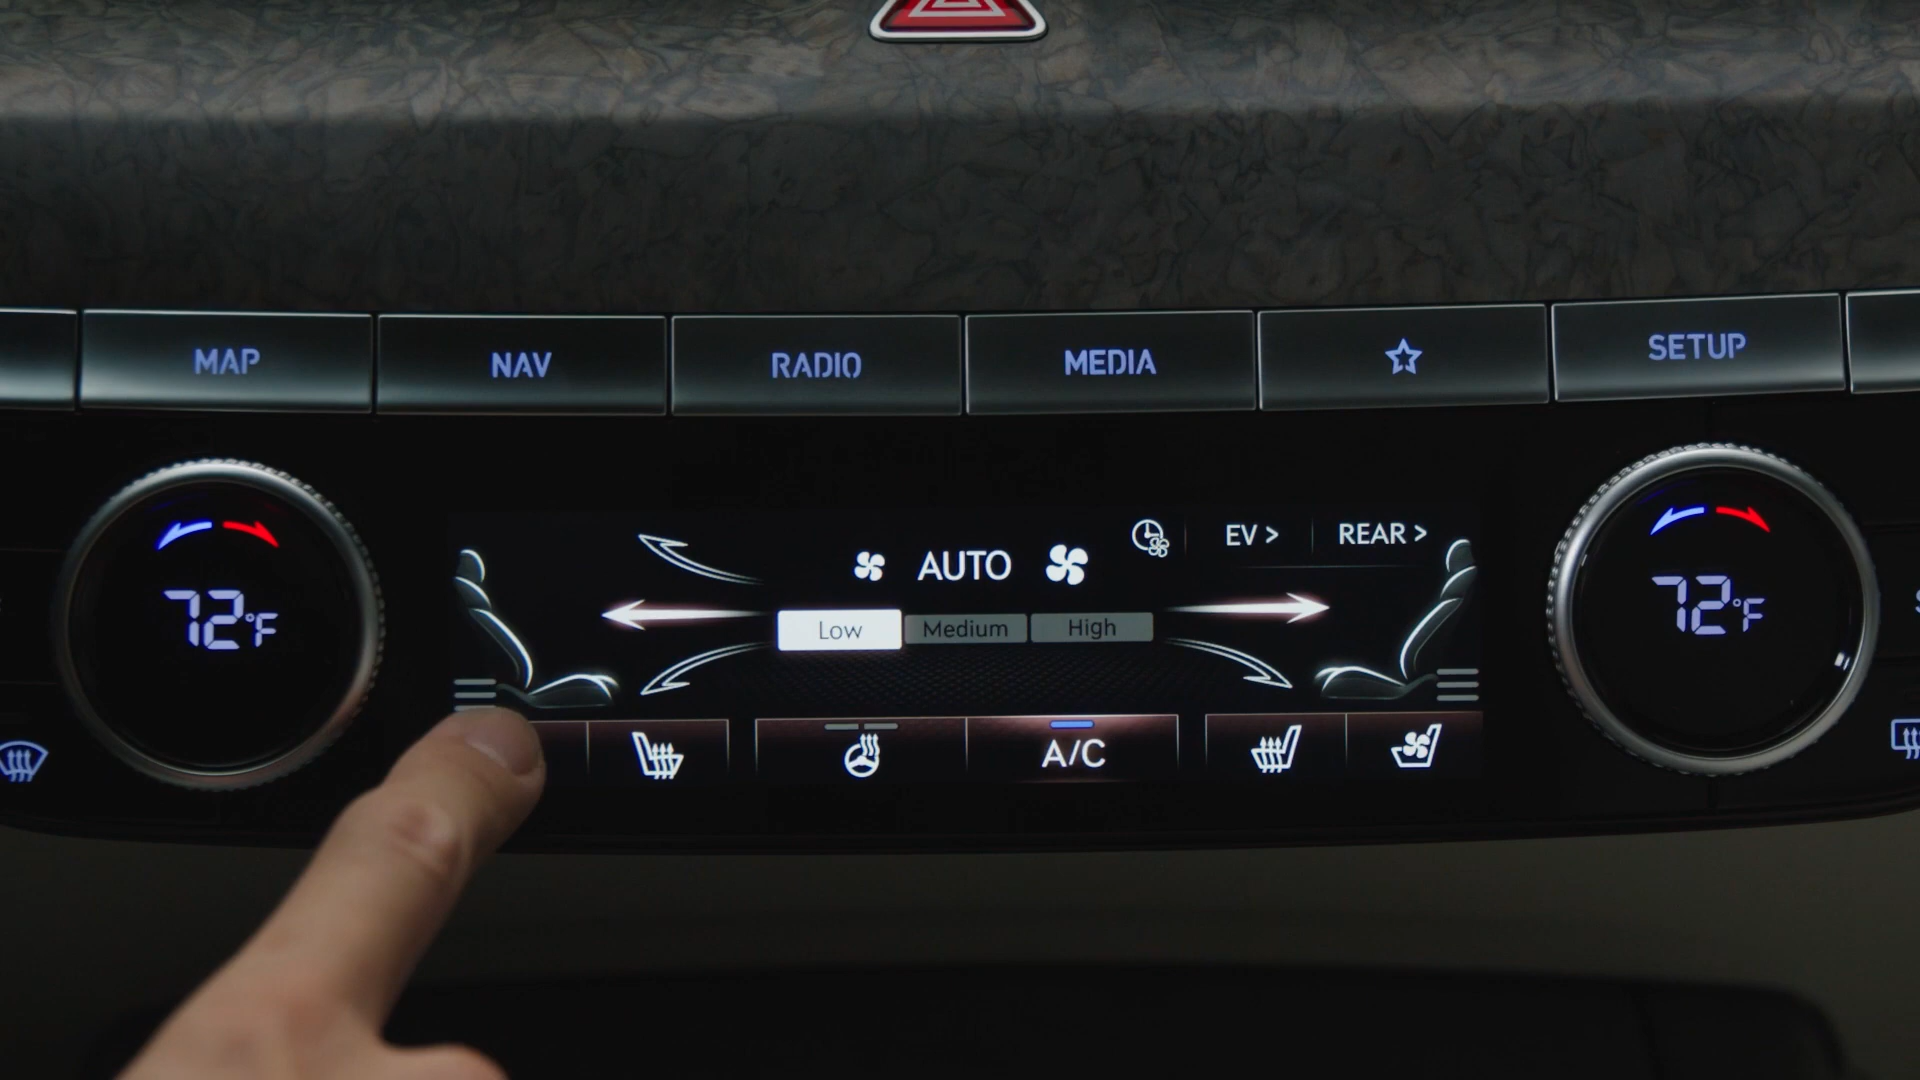 MAP NAV RADIO MEDIA SETUP
EV > REAR >
AUTO
72°F 72°F
Low Medium High
A/C